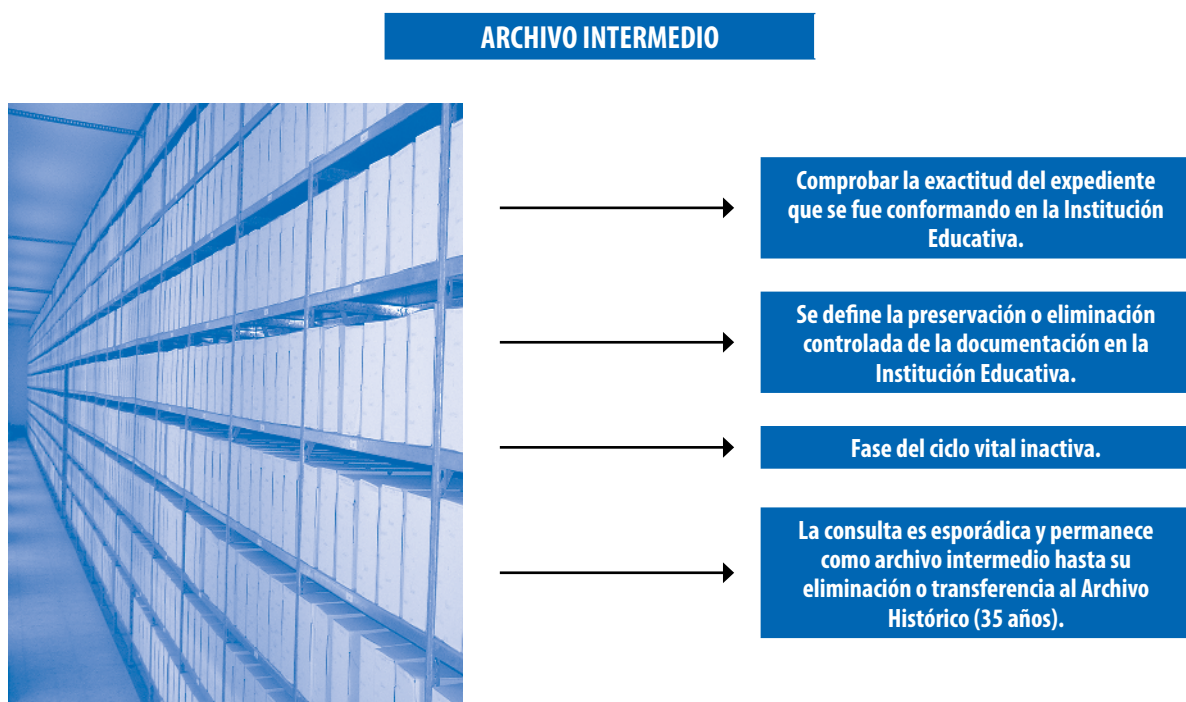 ARCHIVO INTERMEDIO
Comprobar la exactitud del expediente
que se fue conformando en la Institución
Educativa.
Se define la preservación o eliminación
controlada de la documentación en la
Institución Educativa.
Fase del ciclo vital inactiva.
La consulta es esporádica y permanece
como archivo intermedio hasta su
eliminación o transferencia al Archivo
Histórico (35 años).